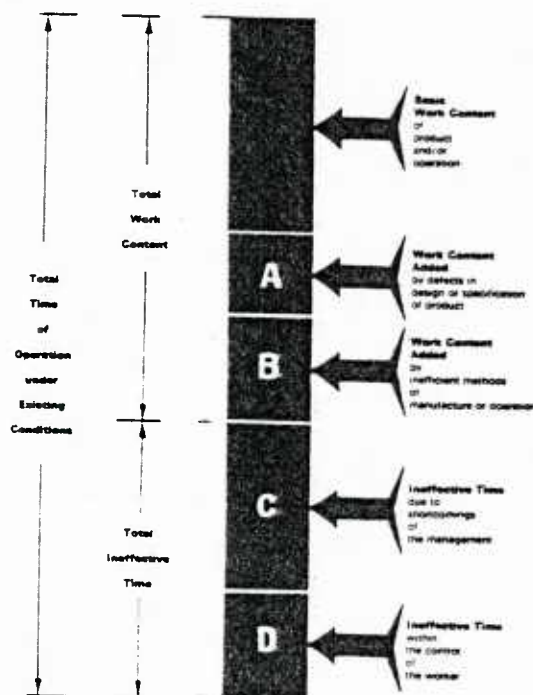 Total
Time
of
Operation
under
Existing
Conditions
Total
Work
Content
Total
Ineffective
Time
A
B
C
D
Basic
Work Content
of
product
and/or
operation
Work Content
Added
by defects in
design or specification
of product
Work Content
Added
by
inefficient methods
of
manufacture or operation
Ineffective Time
due to
shortcomings
of
the management
Ineffective Time
within
the control
of
the worker